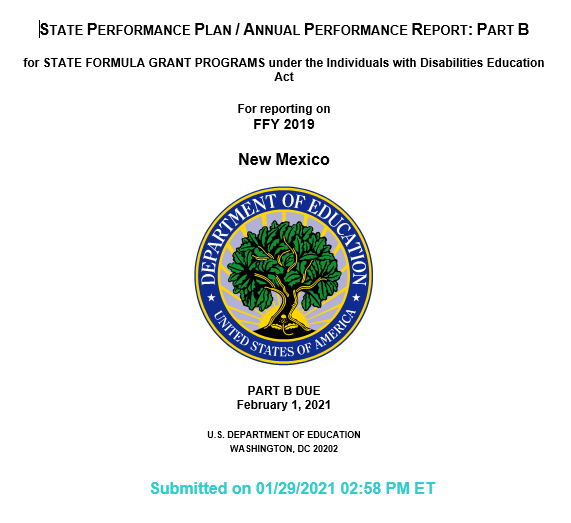 STATE PERFORMANCE PLAN / ANNUAL PERFORMANCE REPORT: PART B
for STATE FORMULA GRANT PROGRAMS under the Individuals with Disabilities Education
Act
For reporting on
FFY 2019
New Mexico
DEPARTMENT OF EDUCATION
UNITED STATES OF AMERICA
PART B DUE
February 1, 2021
U.S. DEPARTMENT OF EDUCATION
WASHINGTON, DC 20202
Submitted on 01/29/2021 02:58 PM ET